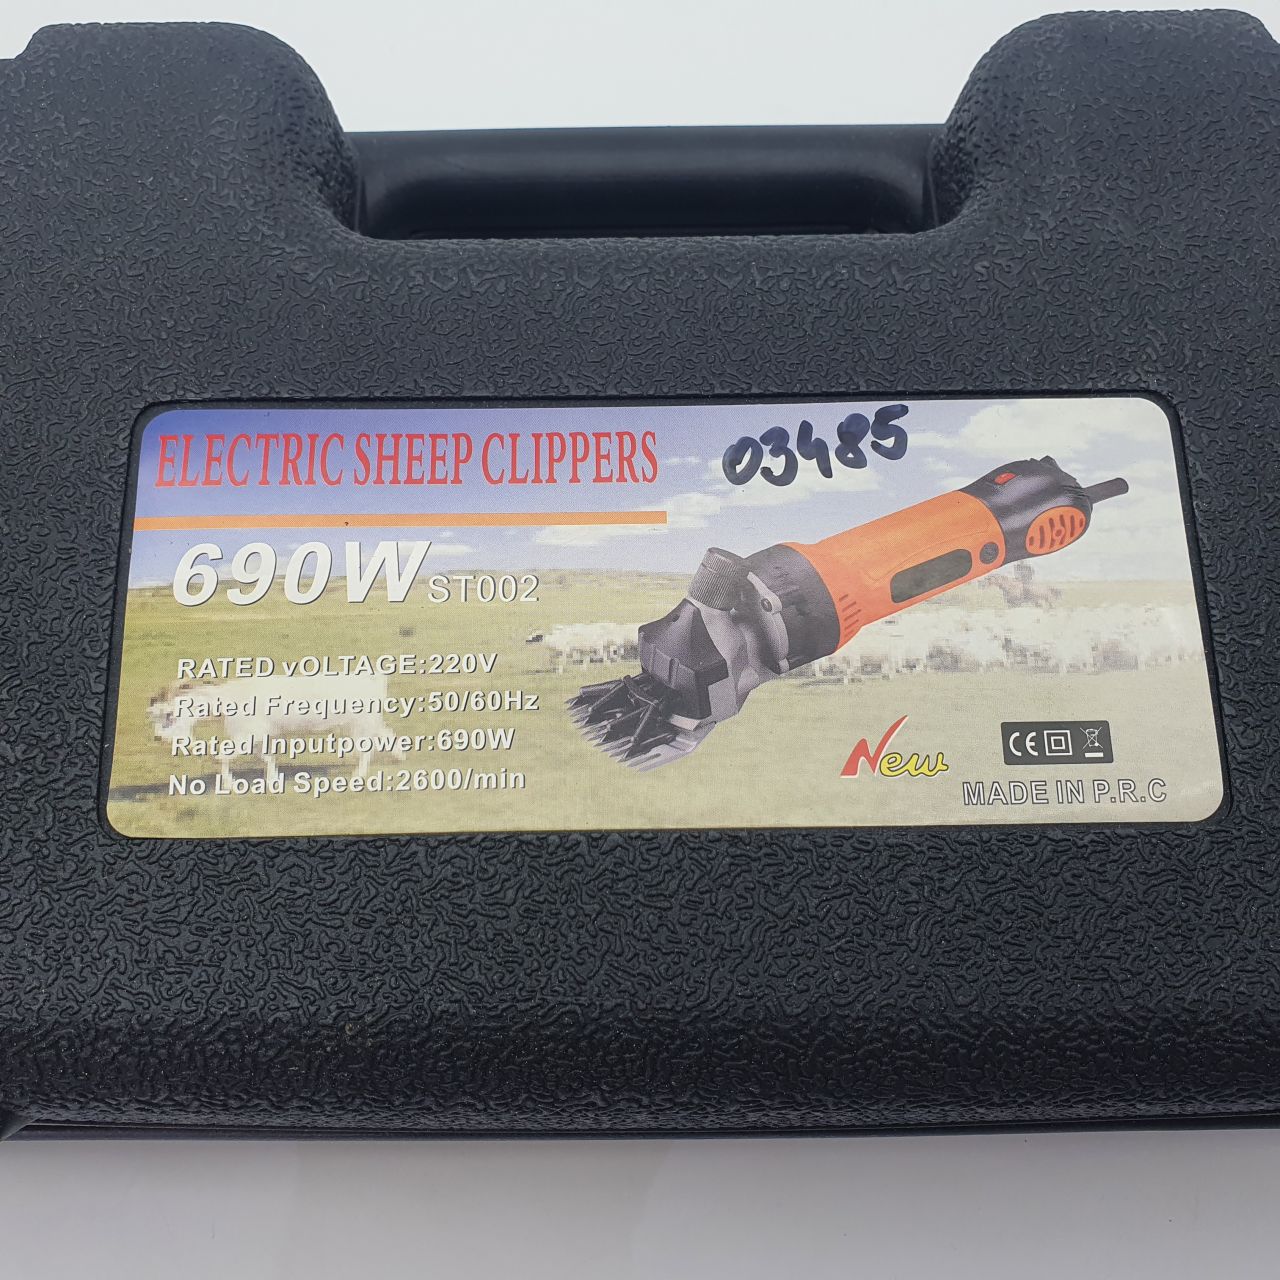 ELECTRIC SHEEP CLIPPERS
03485
690W ST002
RATED vOLTAGE:220V
Rated Frequency:50/60Hz
Rated Inputpower:690W
No Load Speed:2600/min
New
CE
MADE IN P.R.C